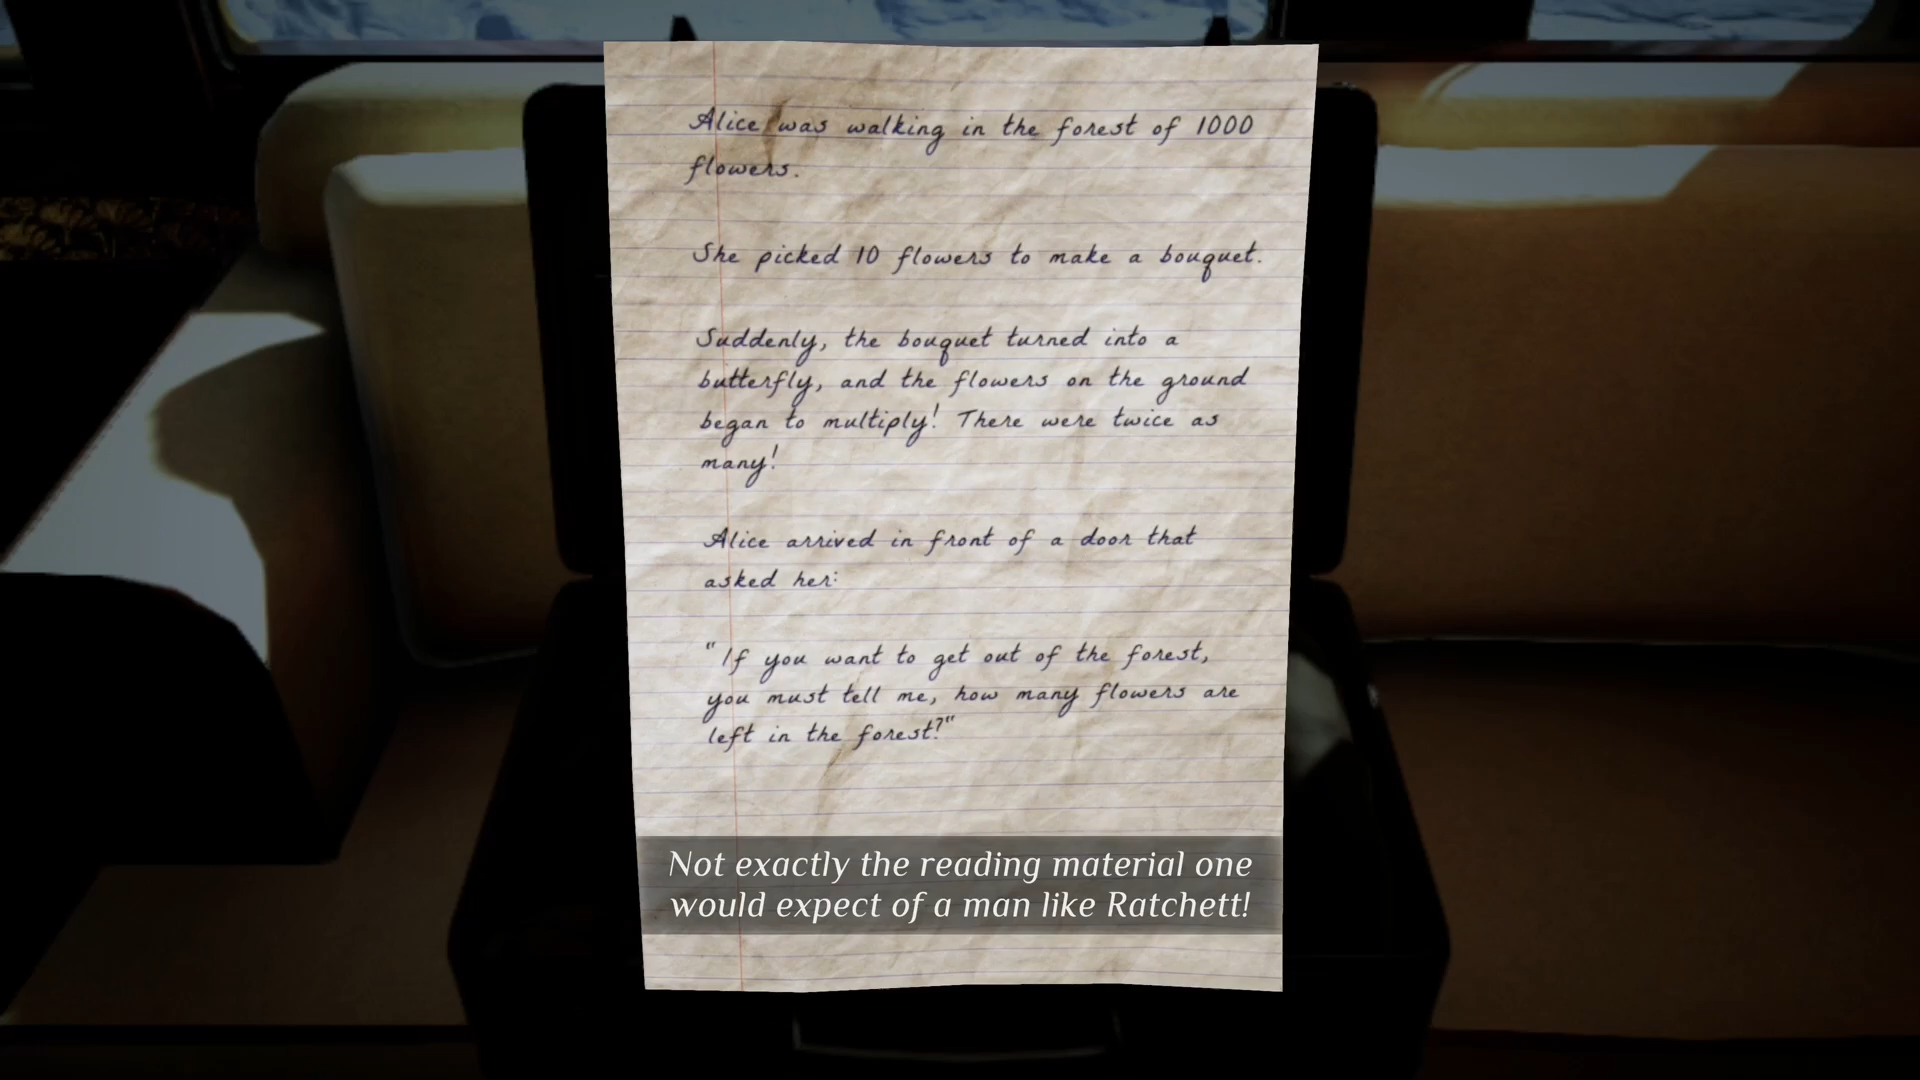 Alice was walking in the forest of 1000
flowers.
She picked 10 flowers to make a bouquet.
Suddenly, the bouquet turned into a
butterfly, and the flowers on the ground
began to multiply! There were twice as
many!
Alice arrived in front of a door that
asked her:
"If you want to get out of the forest,
you must tell me, how many flowers are
left in the forest?"
Not exactly the reading material one
would expect of a man like Ratchett!